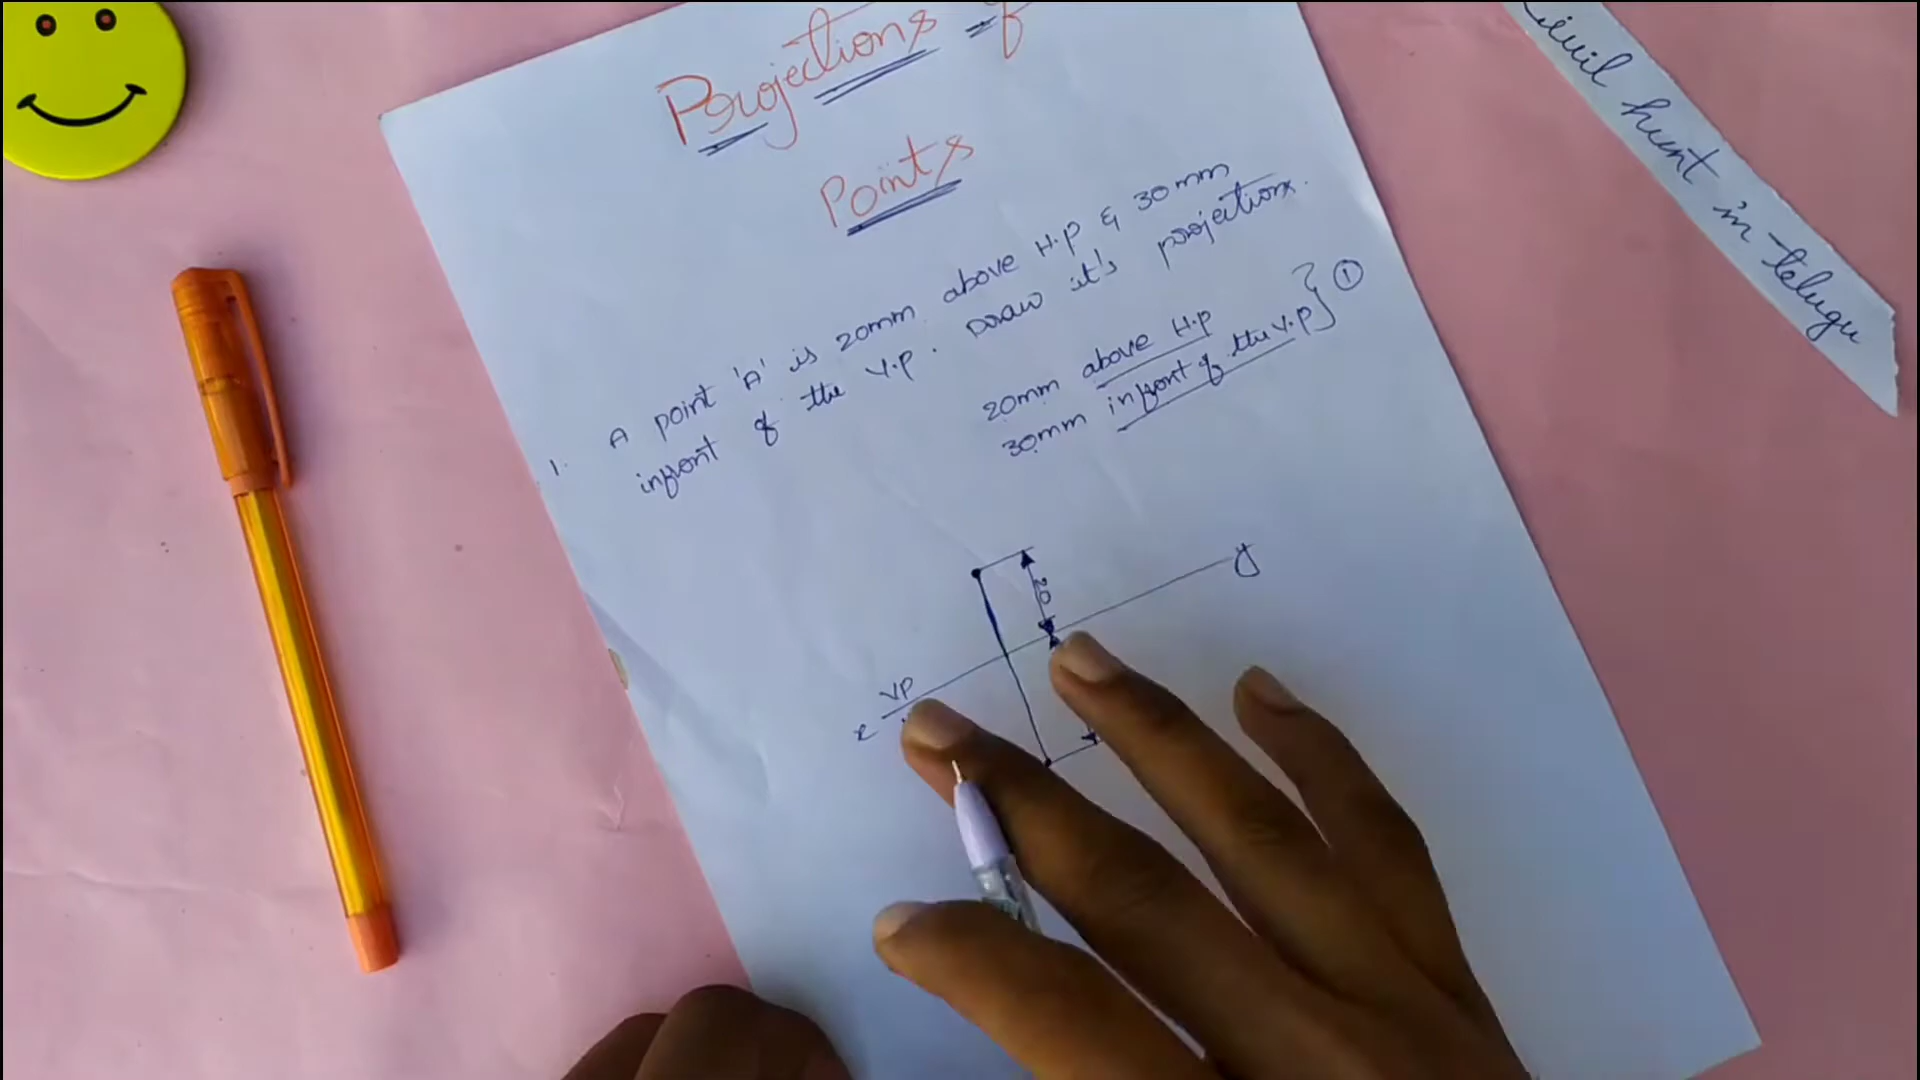 Projections of
Points
1. A point 'A' is 20mm above H.P & 30mm
infront of the V.P. Draw it's projections.
20mm above H.P
30mm infront of the V.P } ①
20
y
VP
x
Civil hunt in telugu